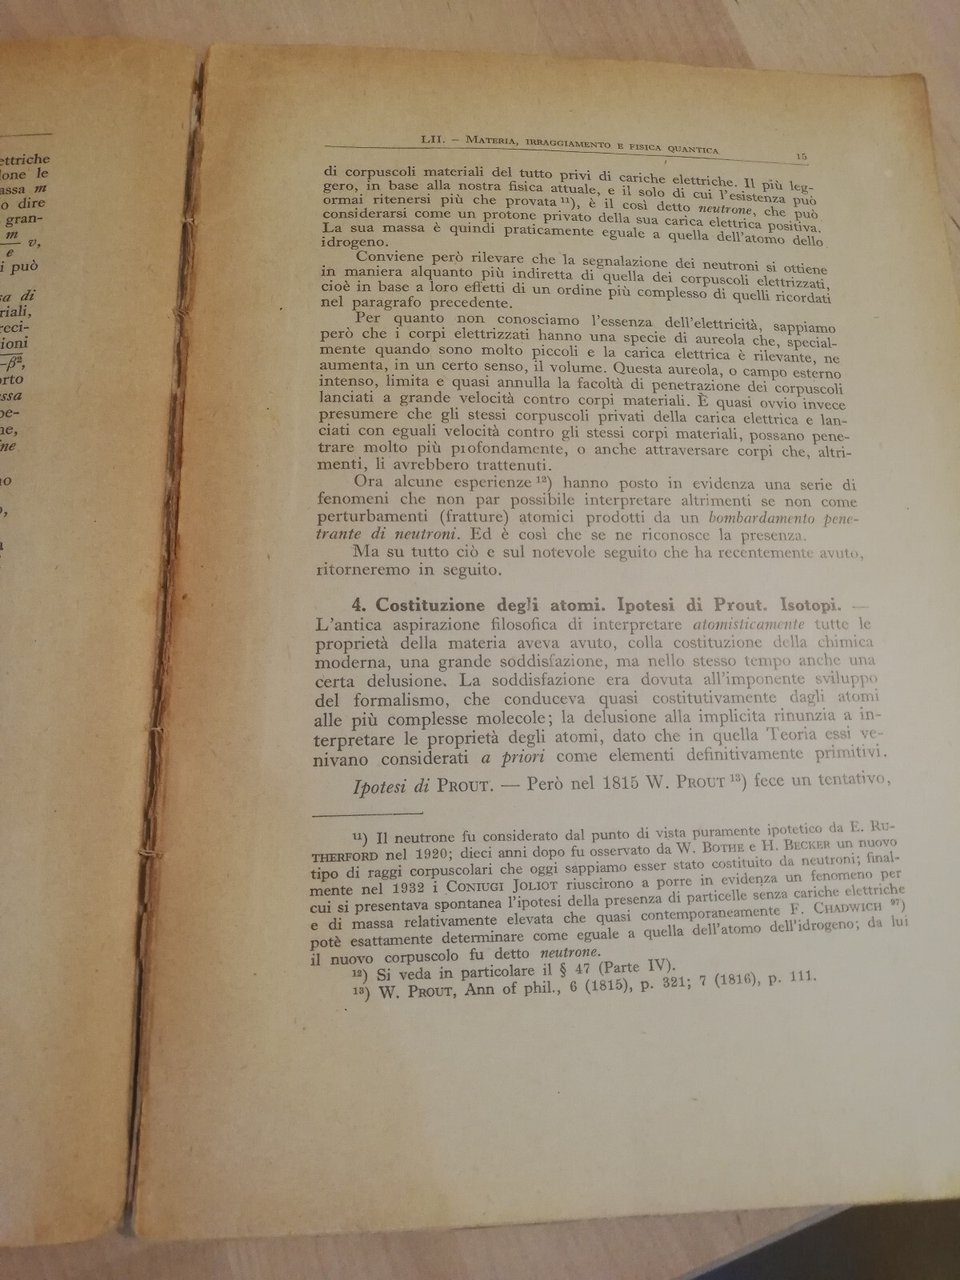 ettriche
ione le
assa m
o dire
gran-
m
e
v,
i può
sa di
riali,
reci-
ioni
-β²,
orto
ssa
pe-
ne,
ne
LII. — Materia, irraggiamento e fisica quantica
15
di corpuscoli materiali del tutto privi di cariche elettriche. Il più leg-
gero, in base alla nostra fisica attuale, e il solo di cui l'esistenza può
ormai ritenersi più che provata ¹¹), è il così detto neutrone, che può
considerarsi come un protone privato della sua carica elettrica positiva.
La sua massa è quindi praticamente eguale a quella dell'atomo dello
idrogeno.
Conviene però rilevare che la segnalazione dei neutroni si ottiene
in maniera alquanto più indiretta di quella dei corpuscoli elettrizzati,
cioè in base a loro effetti di un ordine più complesso di quelli ricordati
nel paragrafo precedente.
Per quanto non conosciamo l'essenza dell'elettricità, sappiamo
però che i corpi elettrizzati hanno una specie di aureola che, special-
mente quando sono molto piccoli e la carica elettrica è rilevante, ne
aumenta, in un certo senso, il volume. Questa aureola, o campo esterno
intenso, limita e quasi annulla la facoltà di penetrazione dei corpuscoli
lanciati a grande velocità contro corpi materiali. È quasi ovvio invece
presumere che gli stessi corpuscoli privati della carica elettrica e lan-
ciati con eguali velocità contro gli stessi corpi materiali, possano pene-
trare molto più profondamente, o anche attraversare corpi che, altri-
menti, li avrebbero trattenuti.
Ora alcune esperienze ¹²) hanno posto in evidenza una serie di
fenomeni che non par possibile interpretare altrimenti se non come
perturbamenti (fratture) atomici prodotti da un bombardamento pene-
trante di neutroni. Ed è così che se ne riconosce la presenza.
Ma su tutto ciò e sul notevole seguito che ha recentemente avuto,
ritorneremo in seguito.
4. Costituzione degli atomi. Ipotesi di Prout. Isotopi. —
L'antica aspirazione filosofica di interpretare atomisticamente tutte le
proprietà della materia aveva avuto, colla costituzione della chimica
moderna, una grande soddisfazione, ma nello stesso tempo anche una
certa delusione. La soddisfazione era dovuta all'imponente sviluppo
del formalismo, che conduceva quasi costitutivamente dagli atomi
alle più complesse molecole; la delusione alla implicita rinunzia a in-
terpretare le proprietà degli atomi, dato che in quella Teoria essi ve-
nivano considerati a priori come elementi definitivamente primitivi.
Ipotesi di Prout. — Però nel 1815 W. Prout ¹³) fece un tentativo,
¹¹) Il neutrone fu considerato dal punto di vista puramente ipotetico da E. Ru-
therford nel 1920; dieci anni dopo fu osservato da W. Bothe e H. Becker un nuovo
tipo di raggi corpuscolari che oggi sappiamo esser stato costituito da neutroni; final-
mente nel 1932 i Coniugi Joliot riuscirono a porre in evidenza un fenomeno per
cui si presentava spontanea l'ipotesi della presenza di particelle senza cariche elettriche
e di massa relativamente elevata che quasi contemporaneamente F. Chadwich ⁹⁷)
potè esattamente determinare come eguale a quella dell'atomo dell'idrogeno; da lui
il nuovo corpuscolo fu detto neutrone.
¹²) Si veda in particolare il § 47 (Parte IV).
¹³) W. Prout, Ann of phil., 6 (1815), p. 321; 7 (1816), p. 111.